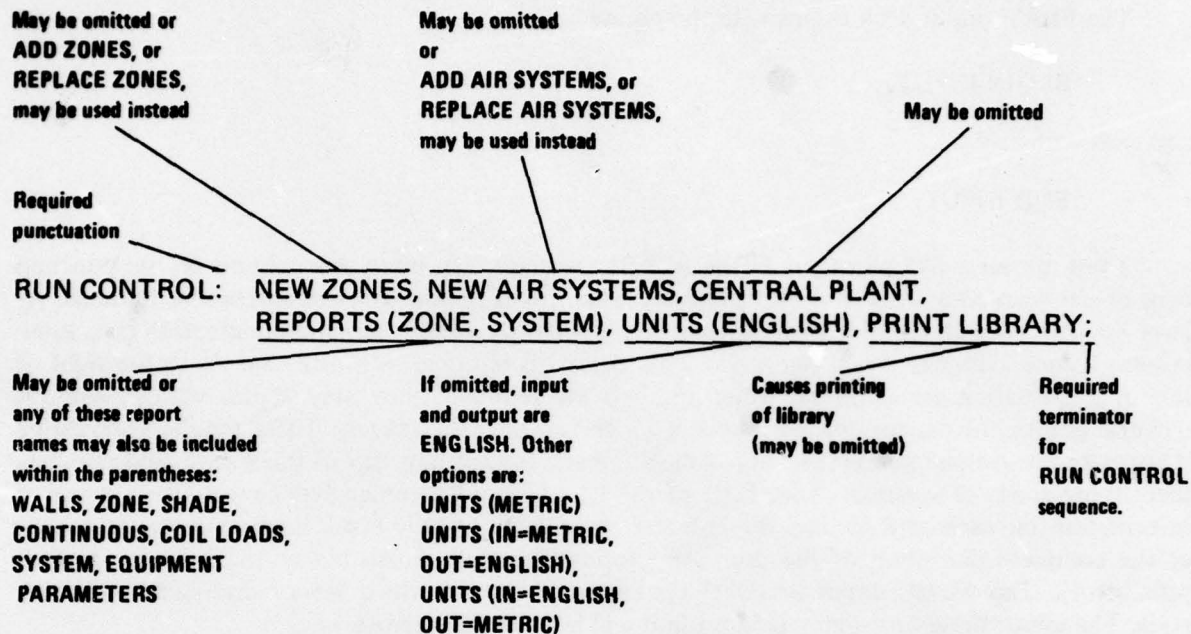 May be omitted or
ADD ZONES, or
REPLACE ZONES,
may be used instead
May be omitted
or
ADD AIR SYSTEMS, or
REPLACE AIR SYSTEMS,
may be used instead
May be omitted
Required
punctuation
RUN CONTROL: NEW ZONES, NEW AIR SYSTEMS, CENTRAL PLANT,
REPORTS (ZONE, SYSTEM), UNITS (ENGLISH), PRINT LIBRARY;
May be omitted or
any of these report
names may also be included
within the parentheses:
WALLS, ZONE, SHADE,
CONTINUOUS, COIL LOADS,
SYSTEM, EQUIPMENT
PARAMETERS
If omitted, input
and output are
ENGLISH. Other
options are:
UNITS (METRIC)
UNITS (IN=METRIC,
OUT=ENGLISH),
UNITS (IN=ENGLISH,
OUT=METRIC)
Causes printing
of library
(may be omitted)
Required
terminator
for
RUN CONTROL
sequence.